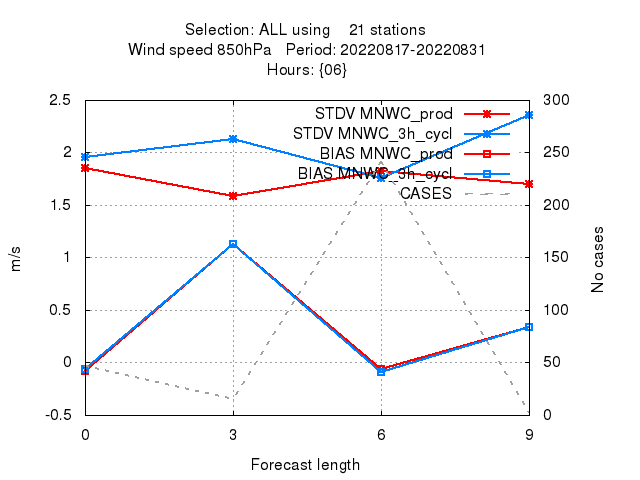 Selection: ALL using    21 stations
Wind speed 850hPa   Period: 20220817-20220831
Hours: {06}
2.5
2
1.5
1
0.5
0
-0.5
m/s
STDV MNWC_prod
STDV MNWC_3h_cycl
BIAS MNWC_prod
BIAS MNWC_3h_cycl
CASES
300
250
200
150
100
50
0
No cases
0 3 6 9
Forecast length